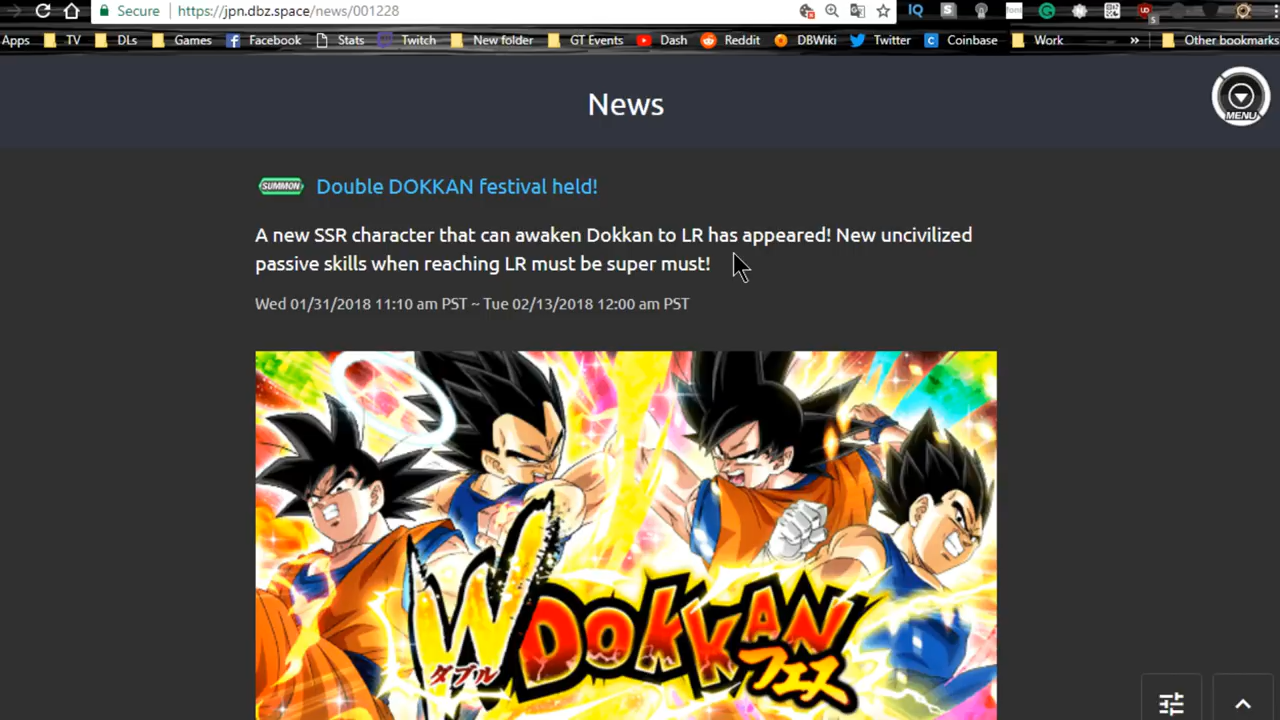 Secure
https://jpn.dbz.space/news/001228
IQ
S
font
UD
5
Apps TV DLs Games Facebook Stats Twitch New folder GT Events Dash Reddit DBWiki Twitter Coinbase Work » Other bookmarks
News
MENU
SUMMON Double DOKKAN festival held!
A new SSR character that can awaken Dokkan to LR has appeared! New uncivilized
passive skills when reaching LR must be super must!
Wed 01/31/2018 11:10 am PST ~ Tue 02/13/2018 12:00 am PST
W DOKKAN
ダブル フェス